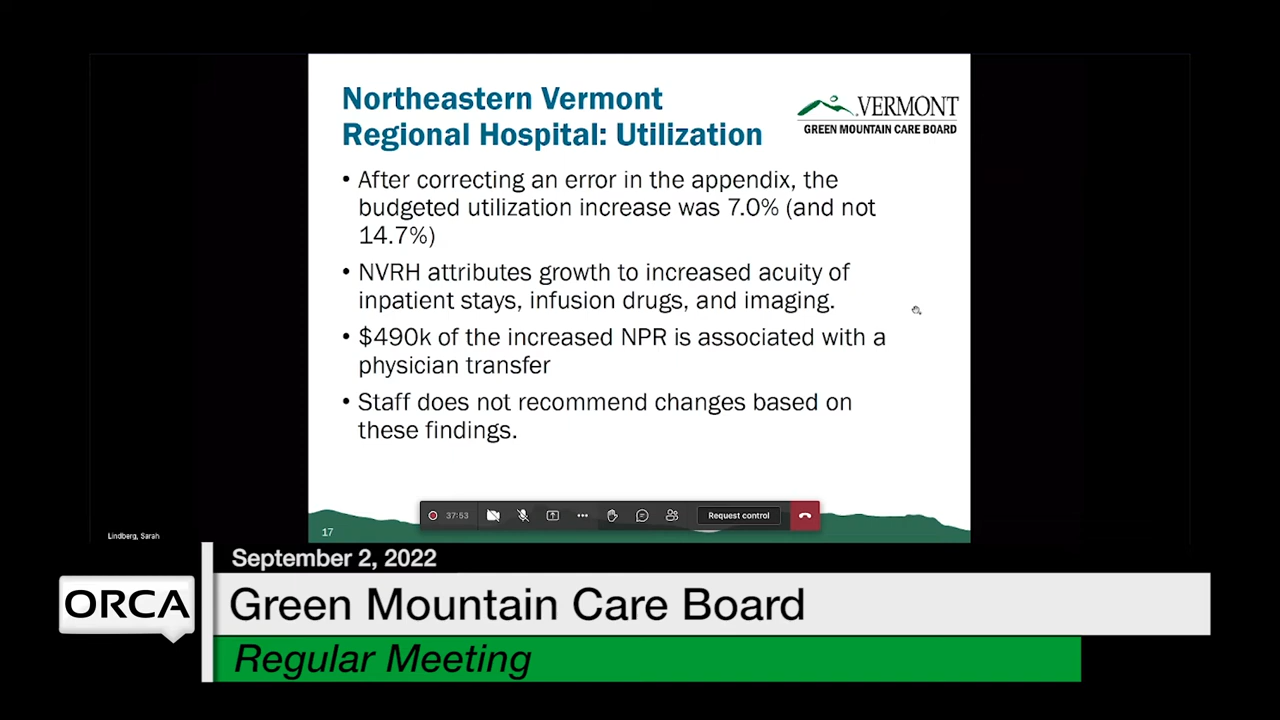 Northeastern Vermont
Regional Hospital: Utilization
VERMONT
GREEN MOUNTAIN CARE BOARD
• After correcting an error in the appendix, the
budgeted utilization increase was 7.0% (and not
14.7%)
• NVRH attributes growth to increased acuity of
inpatient stays, infusion drugs, and imaging.
• $490k of the increased NPR is associated with a
physician transfer
• Staff does not recommend changes based on
these findings.
37:53
Request control
17
Lindberg, Sarah
September 2, 2022
ORCA
Green Mountain Care Board
Regular Meeting